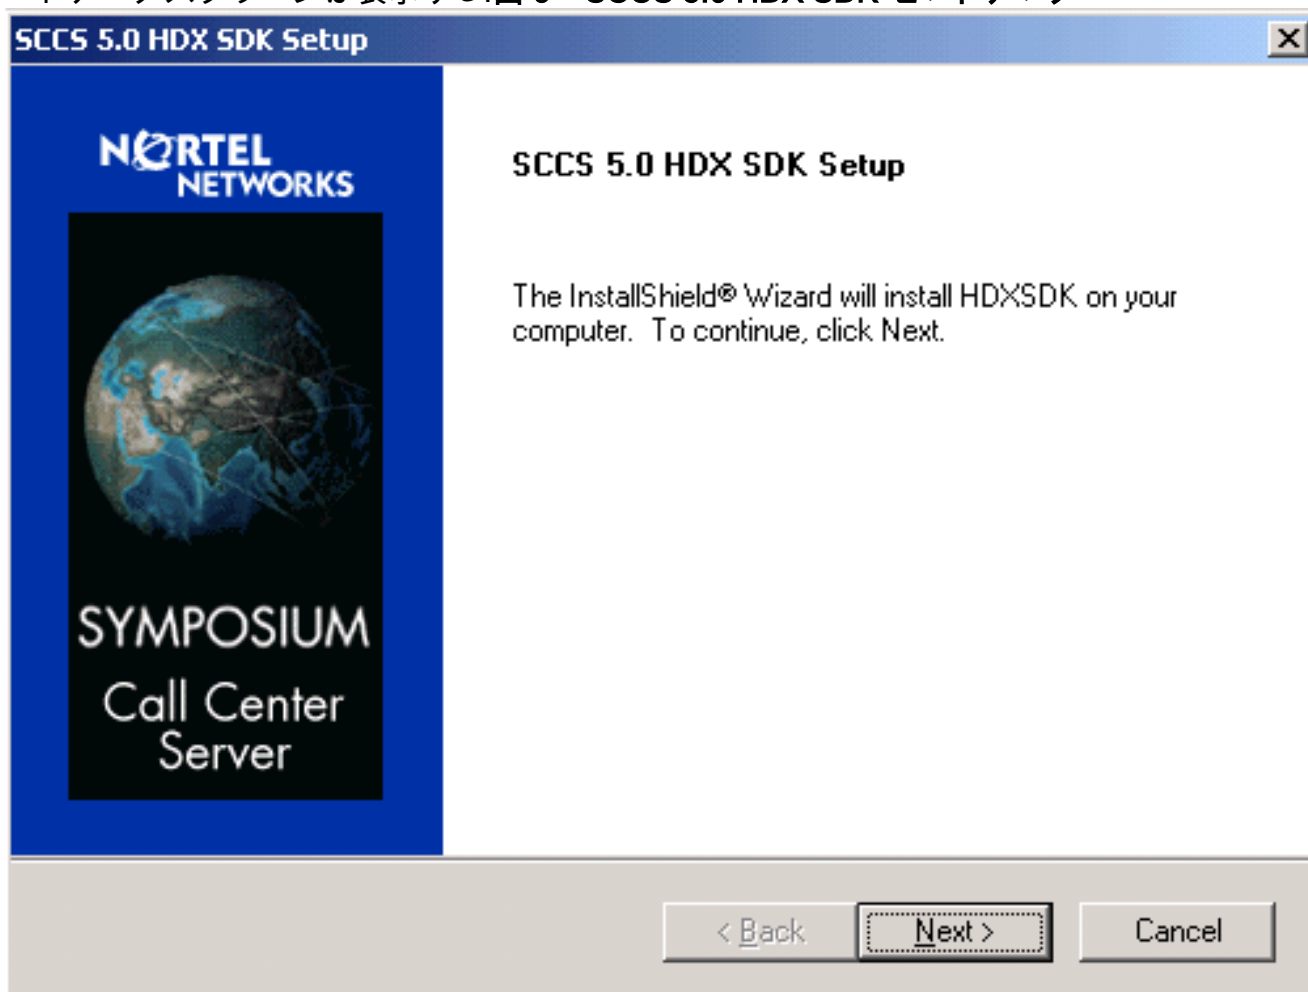 SCCS 5.0 HDX SDK Setup
NORTEL
NETWORKS
SYMPOSIUM
Call Center
Server
SCCS 5.0 HDX SDK Setup
The InstallShield® Wizard will install HDXSDK on your
computer. To continue, click Next.
< Back
Next >
Cancel